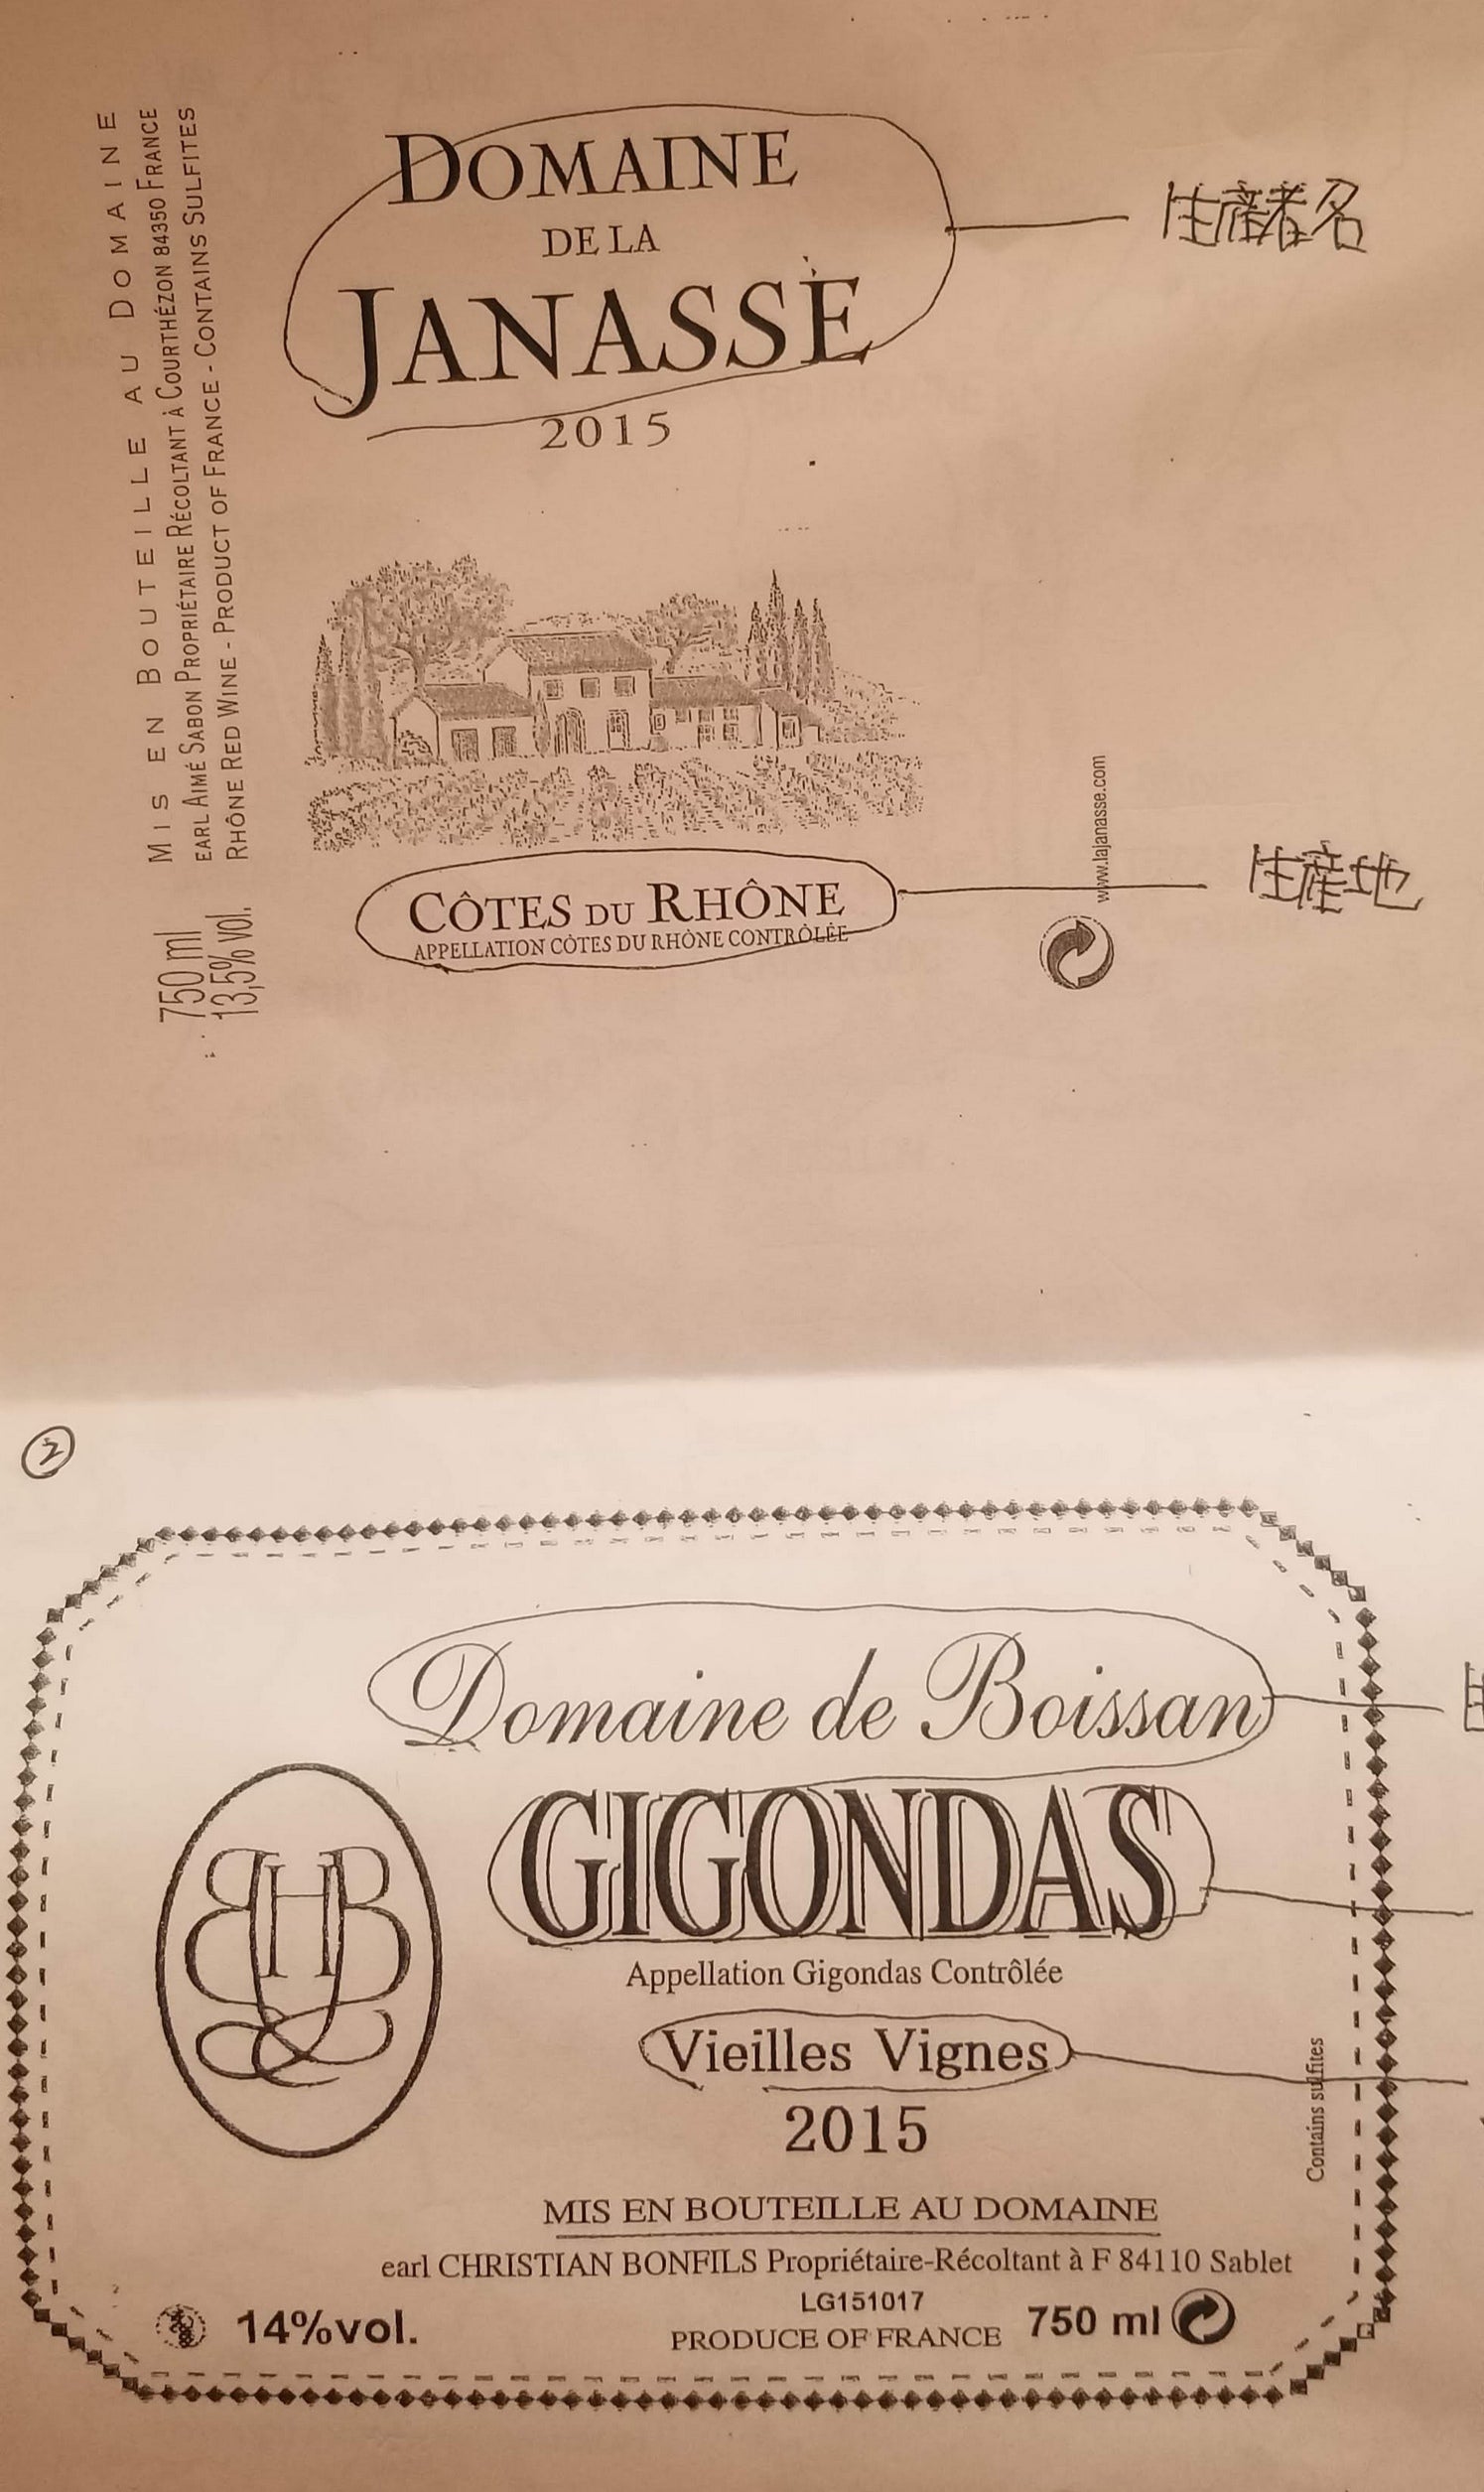 DOMAINE
DE LA
JANASSE
2015
生産者名
MIS EN BOUTEILLE AU DOMAINE
EARL AIMÉ SABON PROPRIÉTAIRE RÉCOLTANT À COURTHÉZON 84350 FRANCE
RHÔNE RED WINE - PRODUCT OF FRANCE - CONTAINS SULFITES
750 ml
13,5% vol.
CÔTES DU RHÔNE
APPELLATION CÔTES DU RHÔNE CONTRÔLÉE
www.lajanasse.com
生産地
2
Domaine de Boissan
GIGONDAS
Appellation Gigondas Contrôlée
Vieilles Vignes
2015
Contains sulfites
MIS EN BOUTEILLE AU DOMAINE
earl CHRISTIAN BONFILS Propriétaire-Récoltant à F 84110 Sablet
LG151017
14%vol.
PRODUCE OF FRANCE
750 ml